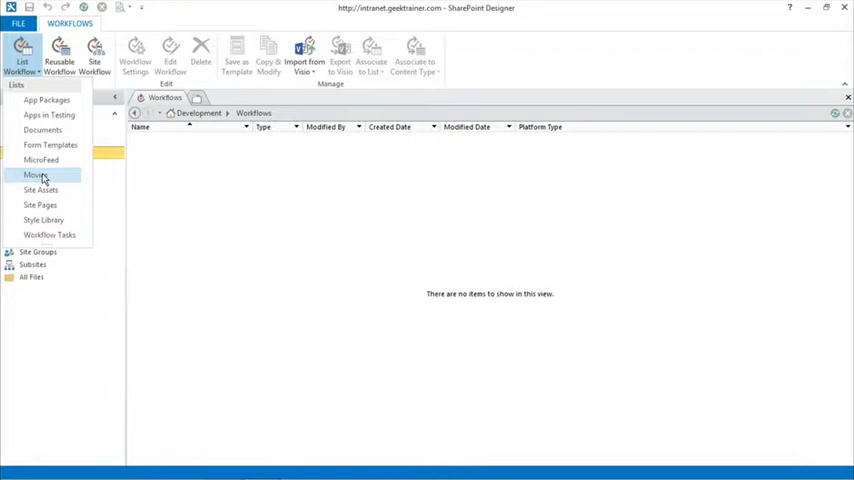 http://intranet.geektrainer.com - SharePoint Designer
FILE
WORKFLOWS
List Workflow
Reusable Workflow
Site Workflow
Workflow Settings
Edit Workflow
Delete
Save as Template
Copy & Modify
Import from Visio
Export to Visio
Associate to List
Associate to Content Type
Edit
Manage
Lists
App Packages
Apps in Testing
Documents
Form Templates
MicroFeed
Movies
Site Assets
Site Pages
Style Library
Workflow Tasks
Site Groups
Subsites
All Files
Workflows
Development
Workflows
Name
Type
Modified By
Created Date
Modified Date
Platform Type
There are no items to show in this view.